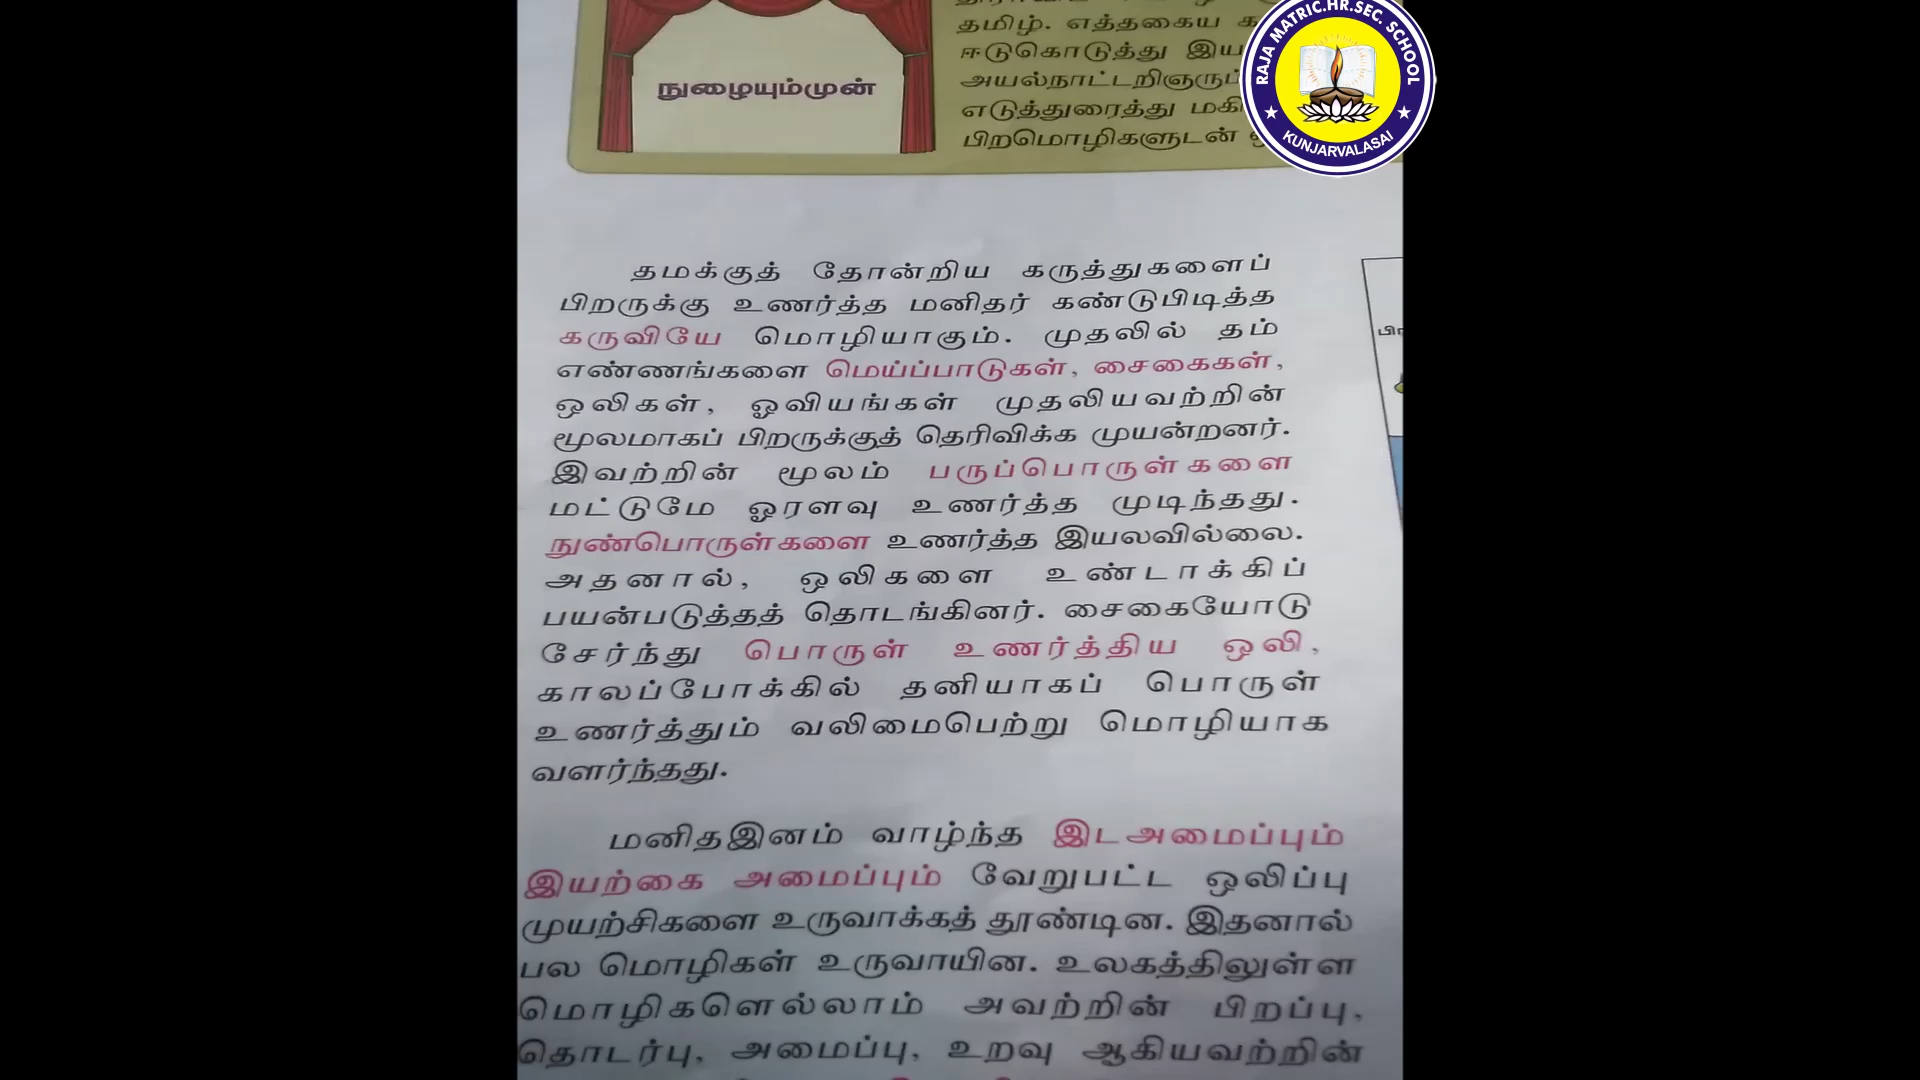 தமிழ். எத்தகைய
ஈடுகொடுத்து
எடுத்துரைத்து
பிறமொழிகளுடன்
நுழையும்முன்
RAJA MATRIC.HR.SEC. SCHOOL
KUNJARVALASAI
தமக்குத் தோன்றிய கருத்துகளைப்
பிறருக்கு உணர்த்த மனிதர் கண்டுபிடித்த
கருவியே மொழியாகும். முதலில் தம்
எண்ணங்களை மெய்ப்பாடுகள், சைகைகள்,
ஒலிகள், ஓவியங்கள் முதலியவற்றின்
மூலமாகப் பிறருக்குத் தெரிவிக்க முயன்றனர்.
இவற்றின் மூலம் பருப்பொருள்களை
மட்டுமே ஓரளவு உணர்த்த முடிந்தது.
நுண்பொருள்களை உணர்த்த இயலவில்லை.
அதனால், ஒலிகளை உண்டாக்கிப்
பயன்படுத்தத் தொடங்கினர். சைகையோடு
சேர்ந்து பொருள் உணர்த்திய ஒலி,
காலப்போக்கில் தனியாகப் பொருள்
உணர்த்தும் வலிமைபெற்று மொழியாக
வளர்ந்தது.
மனிதஇனம் வாழ்ந்த இடஅமைப்பும்
இயற்கை அமைப்பும் வேறுபட்ட ஒலிப்பு
முயற்சிகளை உருவாக்கத் தூண்டின. இதனால்
பல மொழிகள் உருவாயின. உலகத்திலுள்ள
மொழிகளெல்லாம் அவற்றின் பிறப்பு,
தொடர்பு, அமைப்பு, உறவு ஆகியவற்றின்